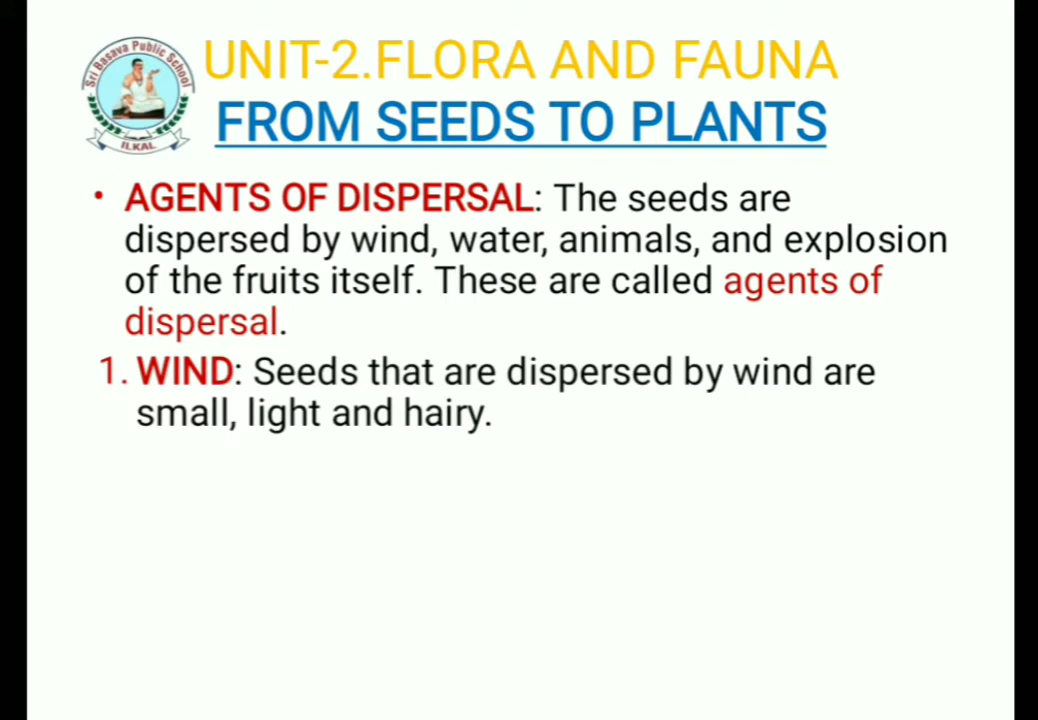 Sri Basava Public School
ILKAL
UNIT-2.FLORA AND FAUNA
FROM SEEDS TO PLANTS
• AGENTS OF DISPERSAL: The seeds are
dispersed by wind, water, animals, and explosion
of the fruits itself. These are called agents of
dispersal.
1. WIND: Seeds that are dispersed by wind are
small, light and hairy.